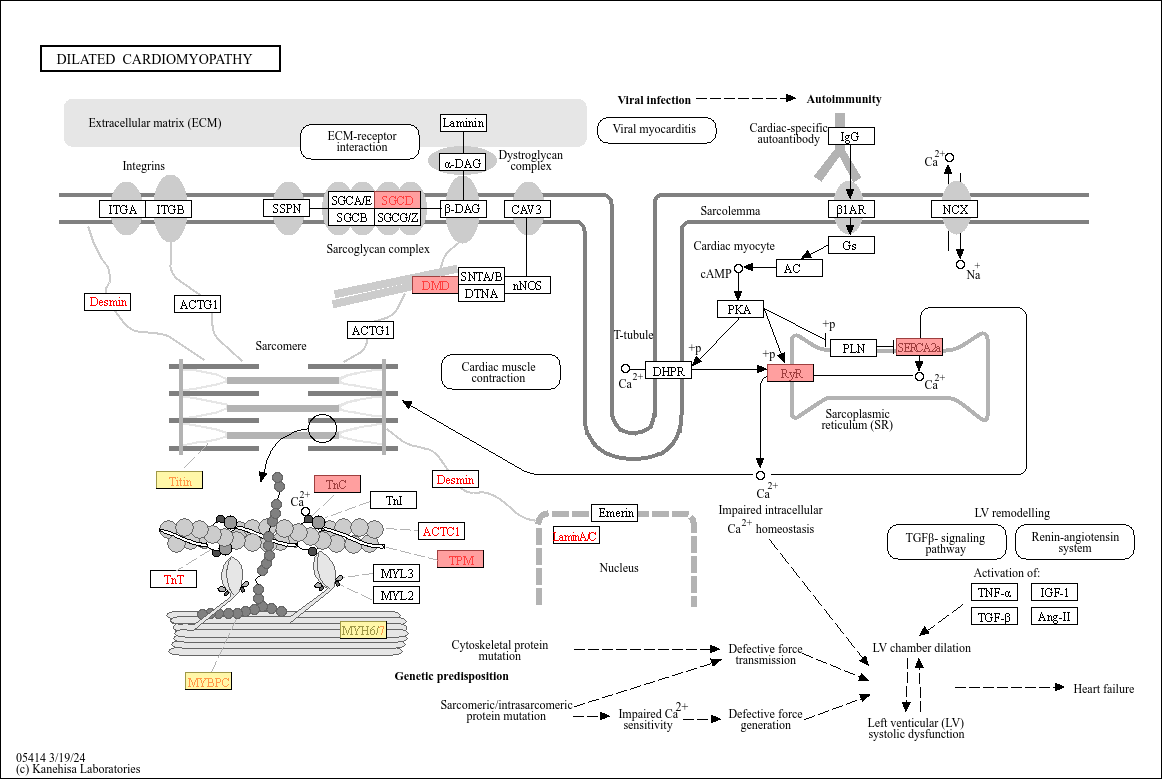 DILATED CARDIOMYOPATHY
Viral infection
Autoimmunity
Extracellular matrix (ECM)
ECM-receptor
interaction
Laminin
Viral myocarditis
Cardiac-specific
autoantibody
IgG
Integrins
α-DAG
Dystroglycan
complex
Ca2+
ITGA
ITGB
SSPN
SGCA/E
SGCD
SGCB
SGCG/Z
β-DAG
CAV3
Sarcolemma
β1AR
NCX
Sarcoglycan complex
Cardiac myocyte
Gs
cAMP
AC
Na+
Desmin
ACTG1
DMD
SNTA/B
DTNA
nNOS
PKA
ACTG1
T-tubule
+p
+p
+p
PLN
SERCA2a
Sarcomere
Cardiac muscle
contraction
Ca2+
DHPR
RyR
Ca2+
Sarcoplasmic
reticulum (SR)
Titin
TnC
Ca2+
TnI
Desmin
Ca2+
Impaired intracellular
Ca2+ homeostasis
ACTC1
Emerin
LaminA/C
LV remodelling
TGFβ- signaling
pathway
Renin-angiotensin
system
TPM
TnT
MYL3
MYL2
Nucleus
Activation of:
TNF-α
IGF-1
TGF-β
Ang-II
MYH6/7
MYBPC
Cytoskeletal protein
mutation
Defective force
transmission
LV chamber dilation
Genetic predisposition
Heart failure
Sarcomeric/intrasarcomeric
protein mutation
Impaired Ca2+
sensitivity
Defective force
generation
Left venticular (LV)
systolic dysfunction
05414 3/19/24
(c) Kanehisa Laboratories